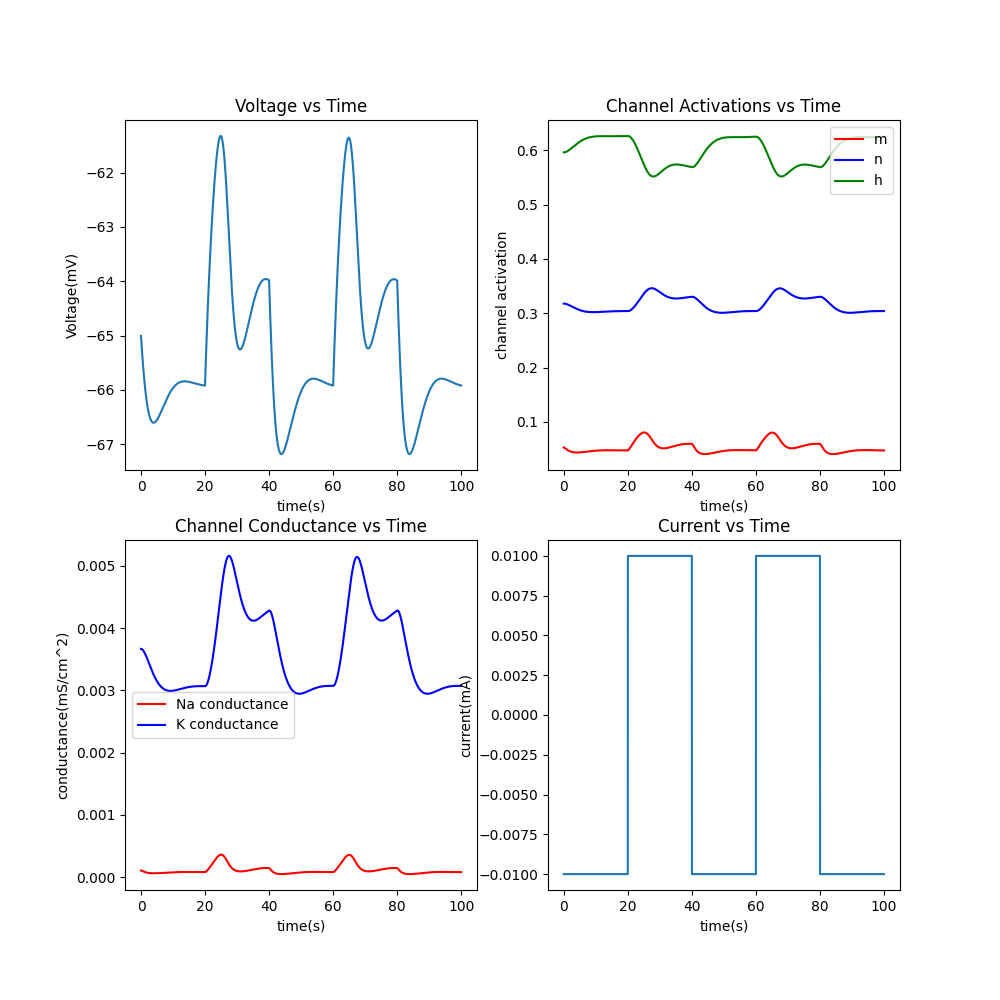 Voltage vs Time
Voltage(mV)
−62
−63
−64
−65
−66
−67
0 20 40 60 80 100
time(s)
Channel Activations vs Time
channel activation
0.6
0.5
0.4
0.3
0.2
0.1
m
n
h
0 20 40 60 80 100
time(s)
Channel Conductance vs Time
conductance(mS/cm^2)
0.005
0.004
0.003
0.002
0.001
0.000
Na conductance
K conductance
0 20 40 60 80 100
time(s)
Current vs Time
current(mA)
0.0100
0.0075
0.0050
0.0025
0.0000
−0.0025
−0.0050
−0.0075
−0.0100
0 20 40 60 80 100
time(s)